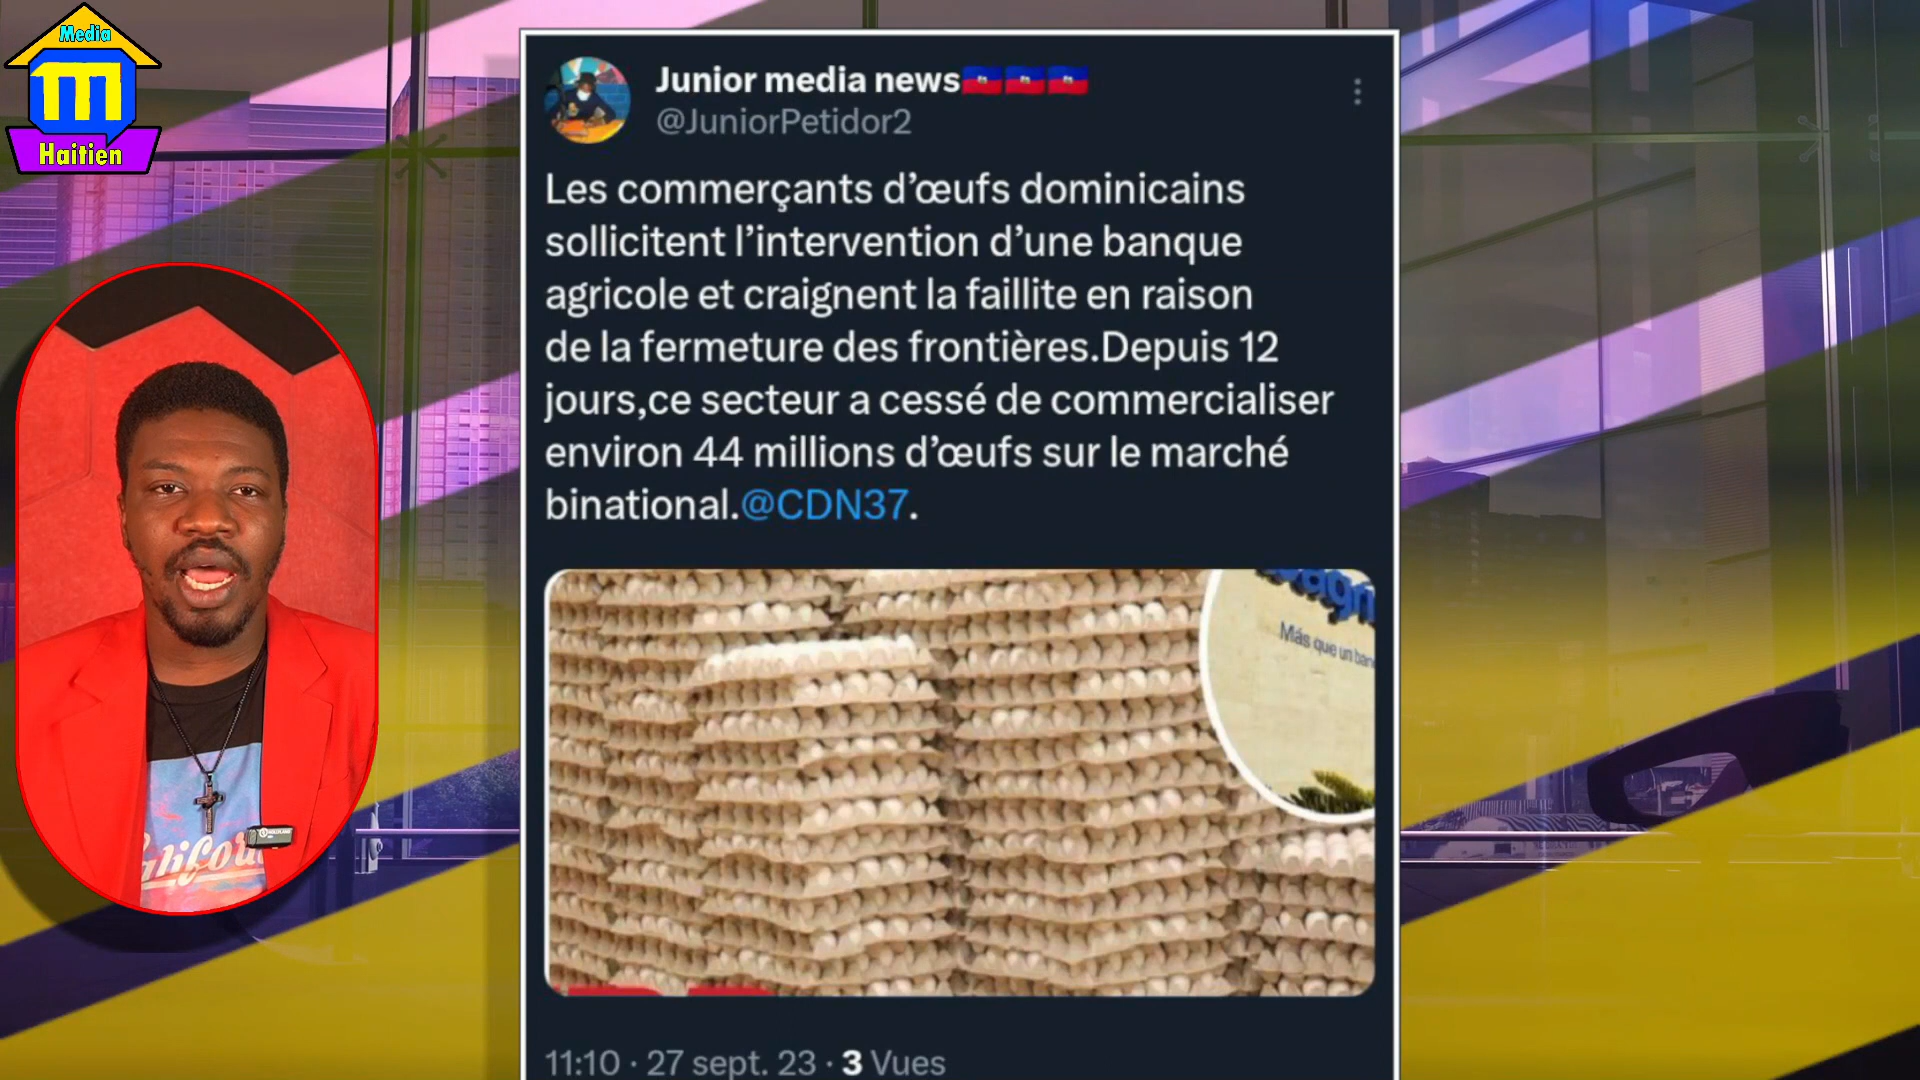 Media
M
Haitien
Junior media news
@JuniorPetidor2
Les commerçants d’œufs dominicains
sollicitent l’intervention d’une banque
agricole et craignent la faillite en raison
de la fermeture des frontières.Depuis 12
jours,ce secteur a cessé de commercialiser
environ 44 millions d’œufs sur le marché
binational.@CDN37.
Más que un
11:10 · 27 sept. 23 · 3 Vues